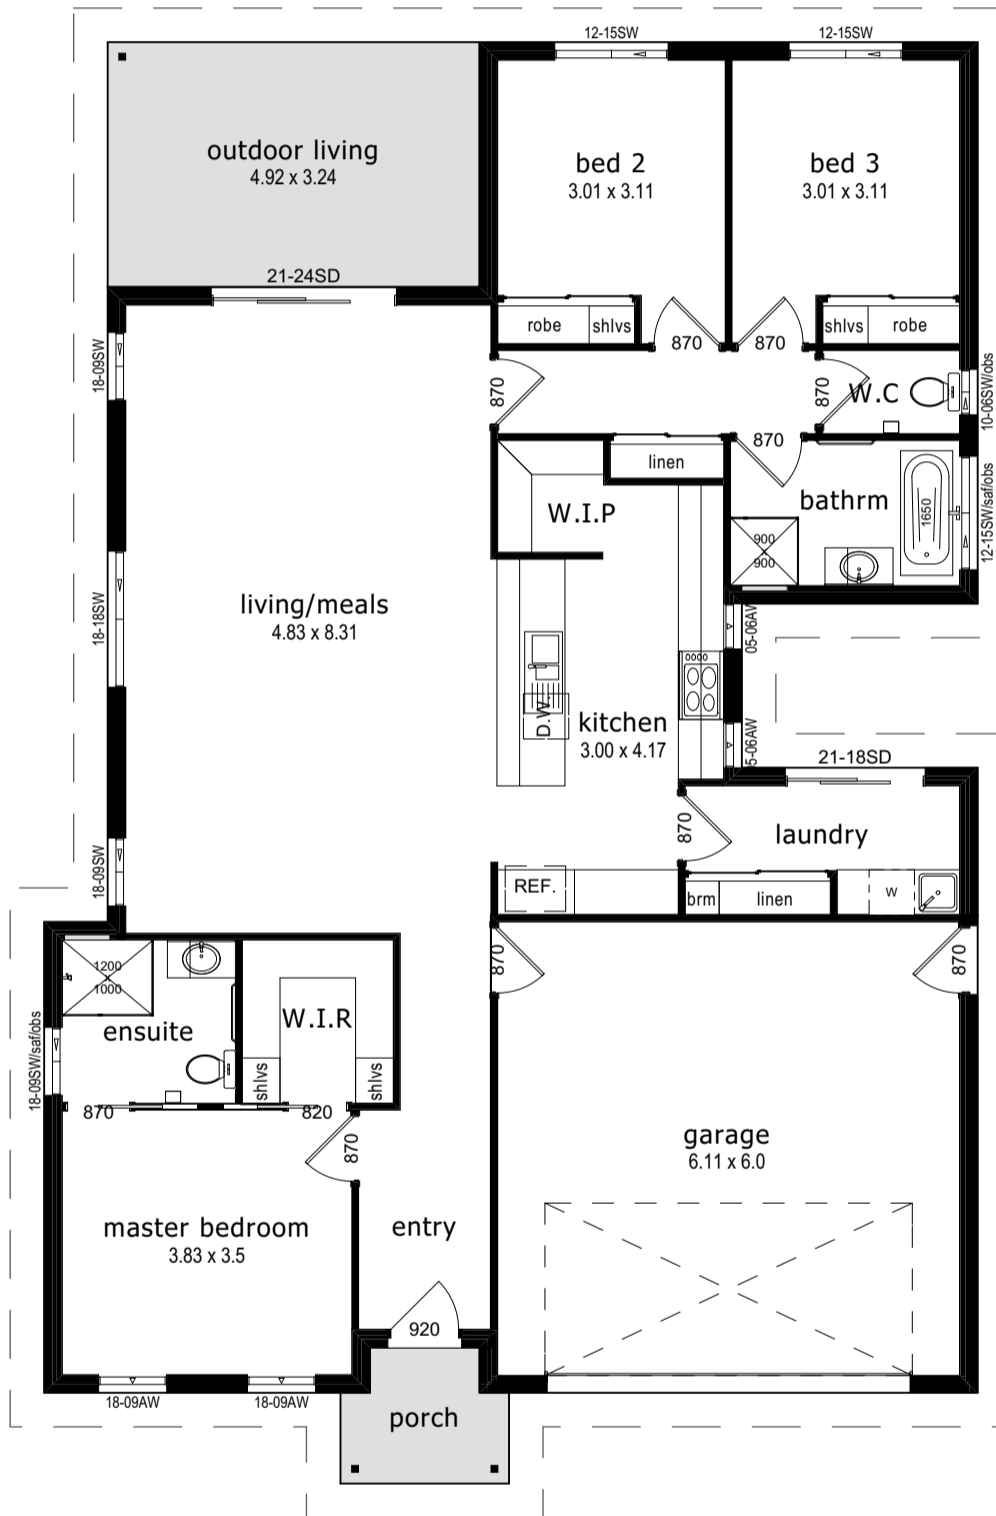 12-15SW
12-15SW
outdoor living
4.92 x 3.24
bed 2
3.01 x 3.11
bed 3
3.01 x 3.11
21-24SD
robe
shlvs
shlvs
robe
870
870
18-09SW
870
870
W.C
10-06SW/obs
870
linen
W.I.P
bathrm
1650
12-15SW/saf/obs
900
900
living/meals
4.83 x 8.31
18-18SW
05-06AW
D.W.
kitchen
3.00 x 4.17
05-06AW
21-18SD
870
laundry
18-09SW
REF.
brm
linen
w
870
870
1200
1000
W.I.R
ensuite
18-09SW/saf/obs
shlvs
shlvs
870
820
870
garage
6.11 x 6.0
master bedroom
3.83 x 3.5
entry
920
18-09AW
18-09AW
porch